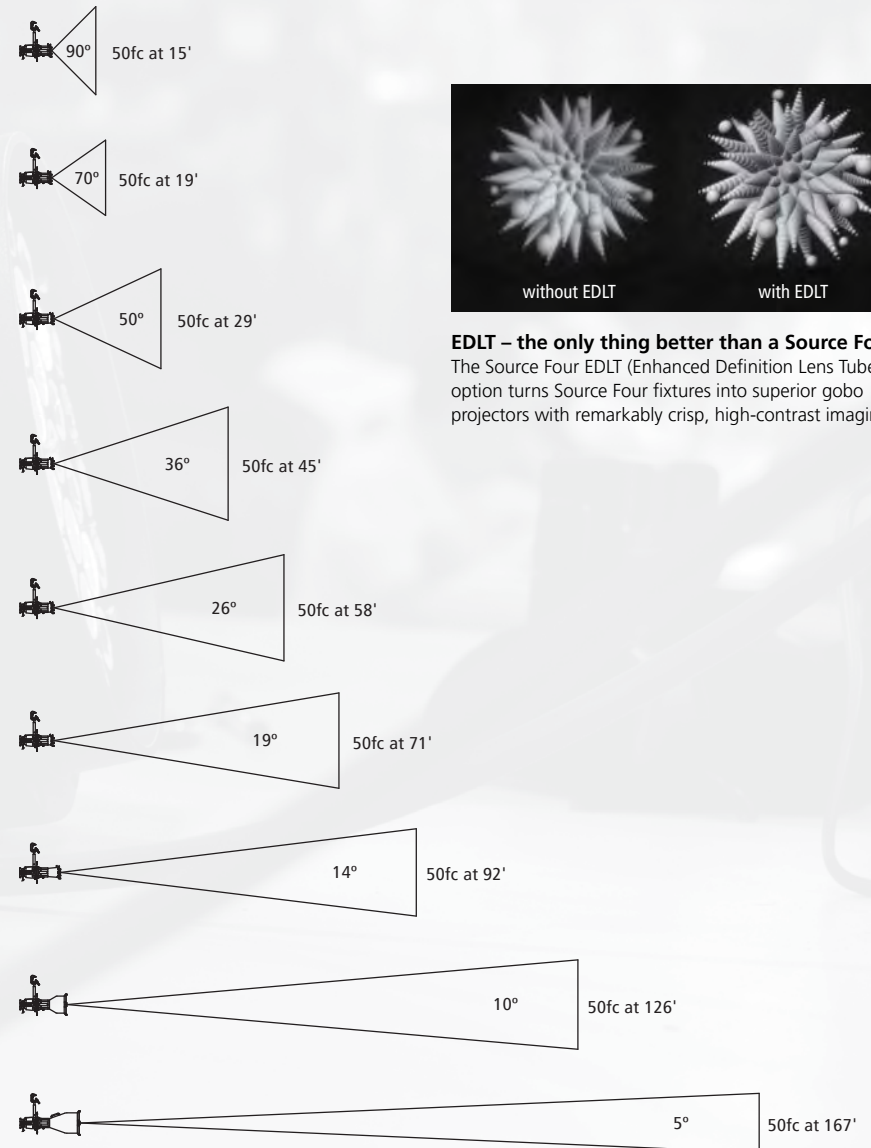 90º 50fc at 15'
70º 50fc at 19'
without EDLT with EDLT
50º 50fc at 29'
EDLT – the only thing better than a Source
The Source Four EDLT (Enhanced Definition Lens Tube
option turns Source Four fixtures into superior gobo
projectors with remarkably crisp, high-contrast
36º 50fc at 45'
26º 50fc at 58'
19º 50fc at 71'
14º 50fc at 92'
10º 50fc at 126'
5º 50fc at 167'